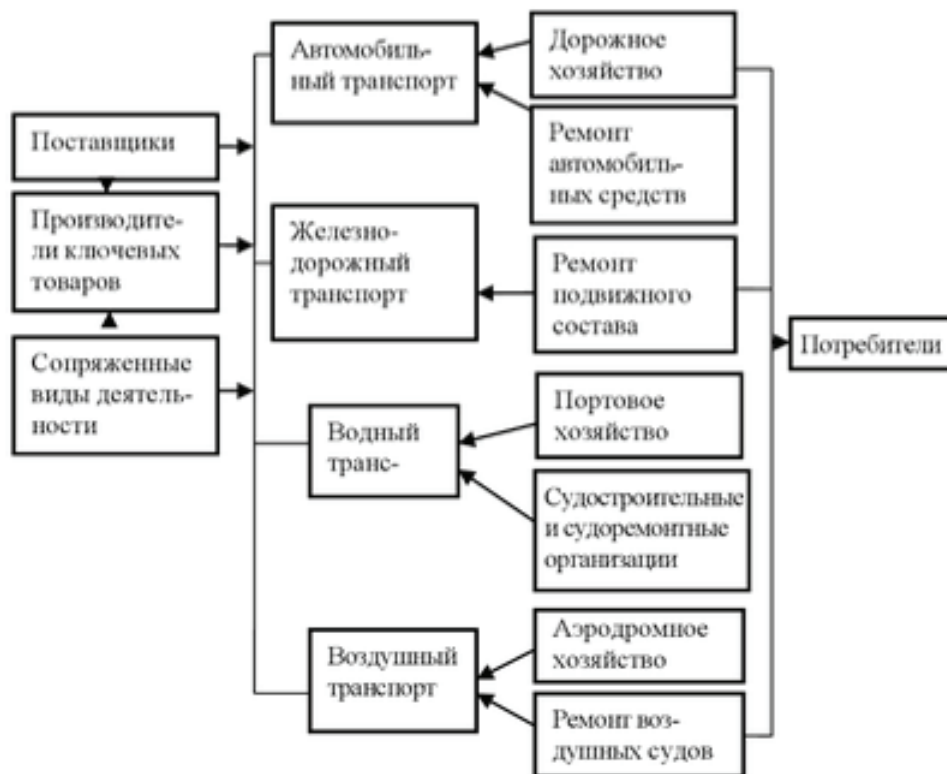 Поставщики
Производите-
ли ключевых
товаров
Сопряженные
виды деятель-
ности
Автомобиль-
ный транспорт
Железно-
дорожный
транспорт
Водный
транс-
Воздушный
транспорт
Дорожное
хозяйство
Ремонт
автомобиль-
ных средств
Ремонт
подвижного
состава
Портовое
хозяйство
Судостроительные
и судоремонтные
организации
Аэродромное
хозяйство
Ремонт воз-
душных судов
Потребители